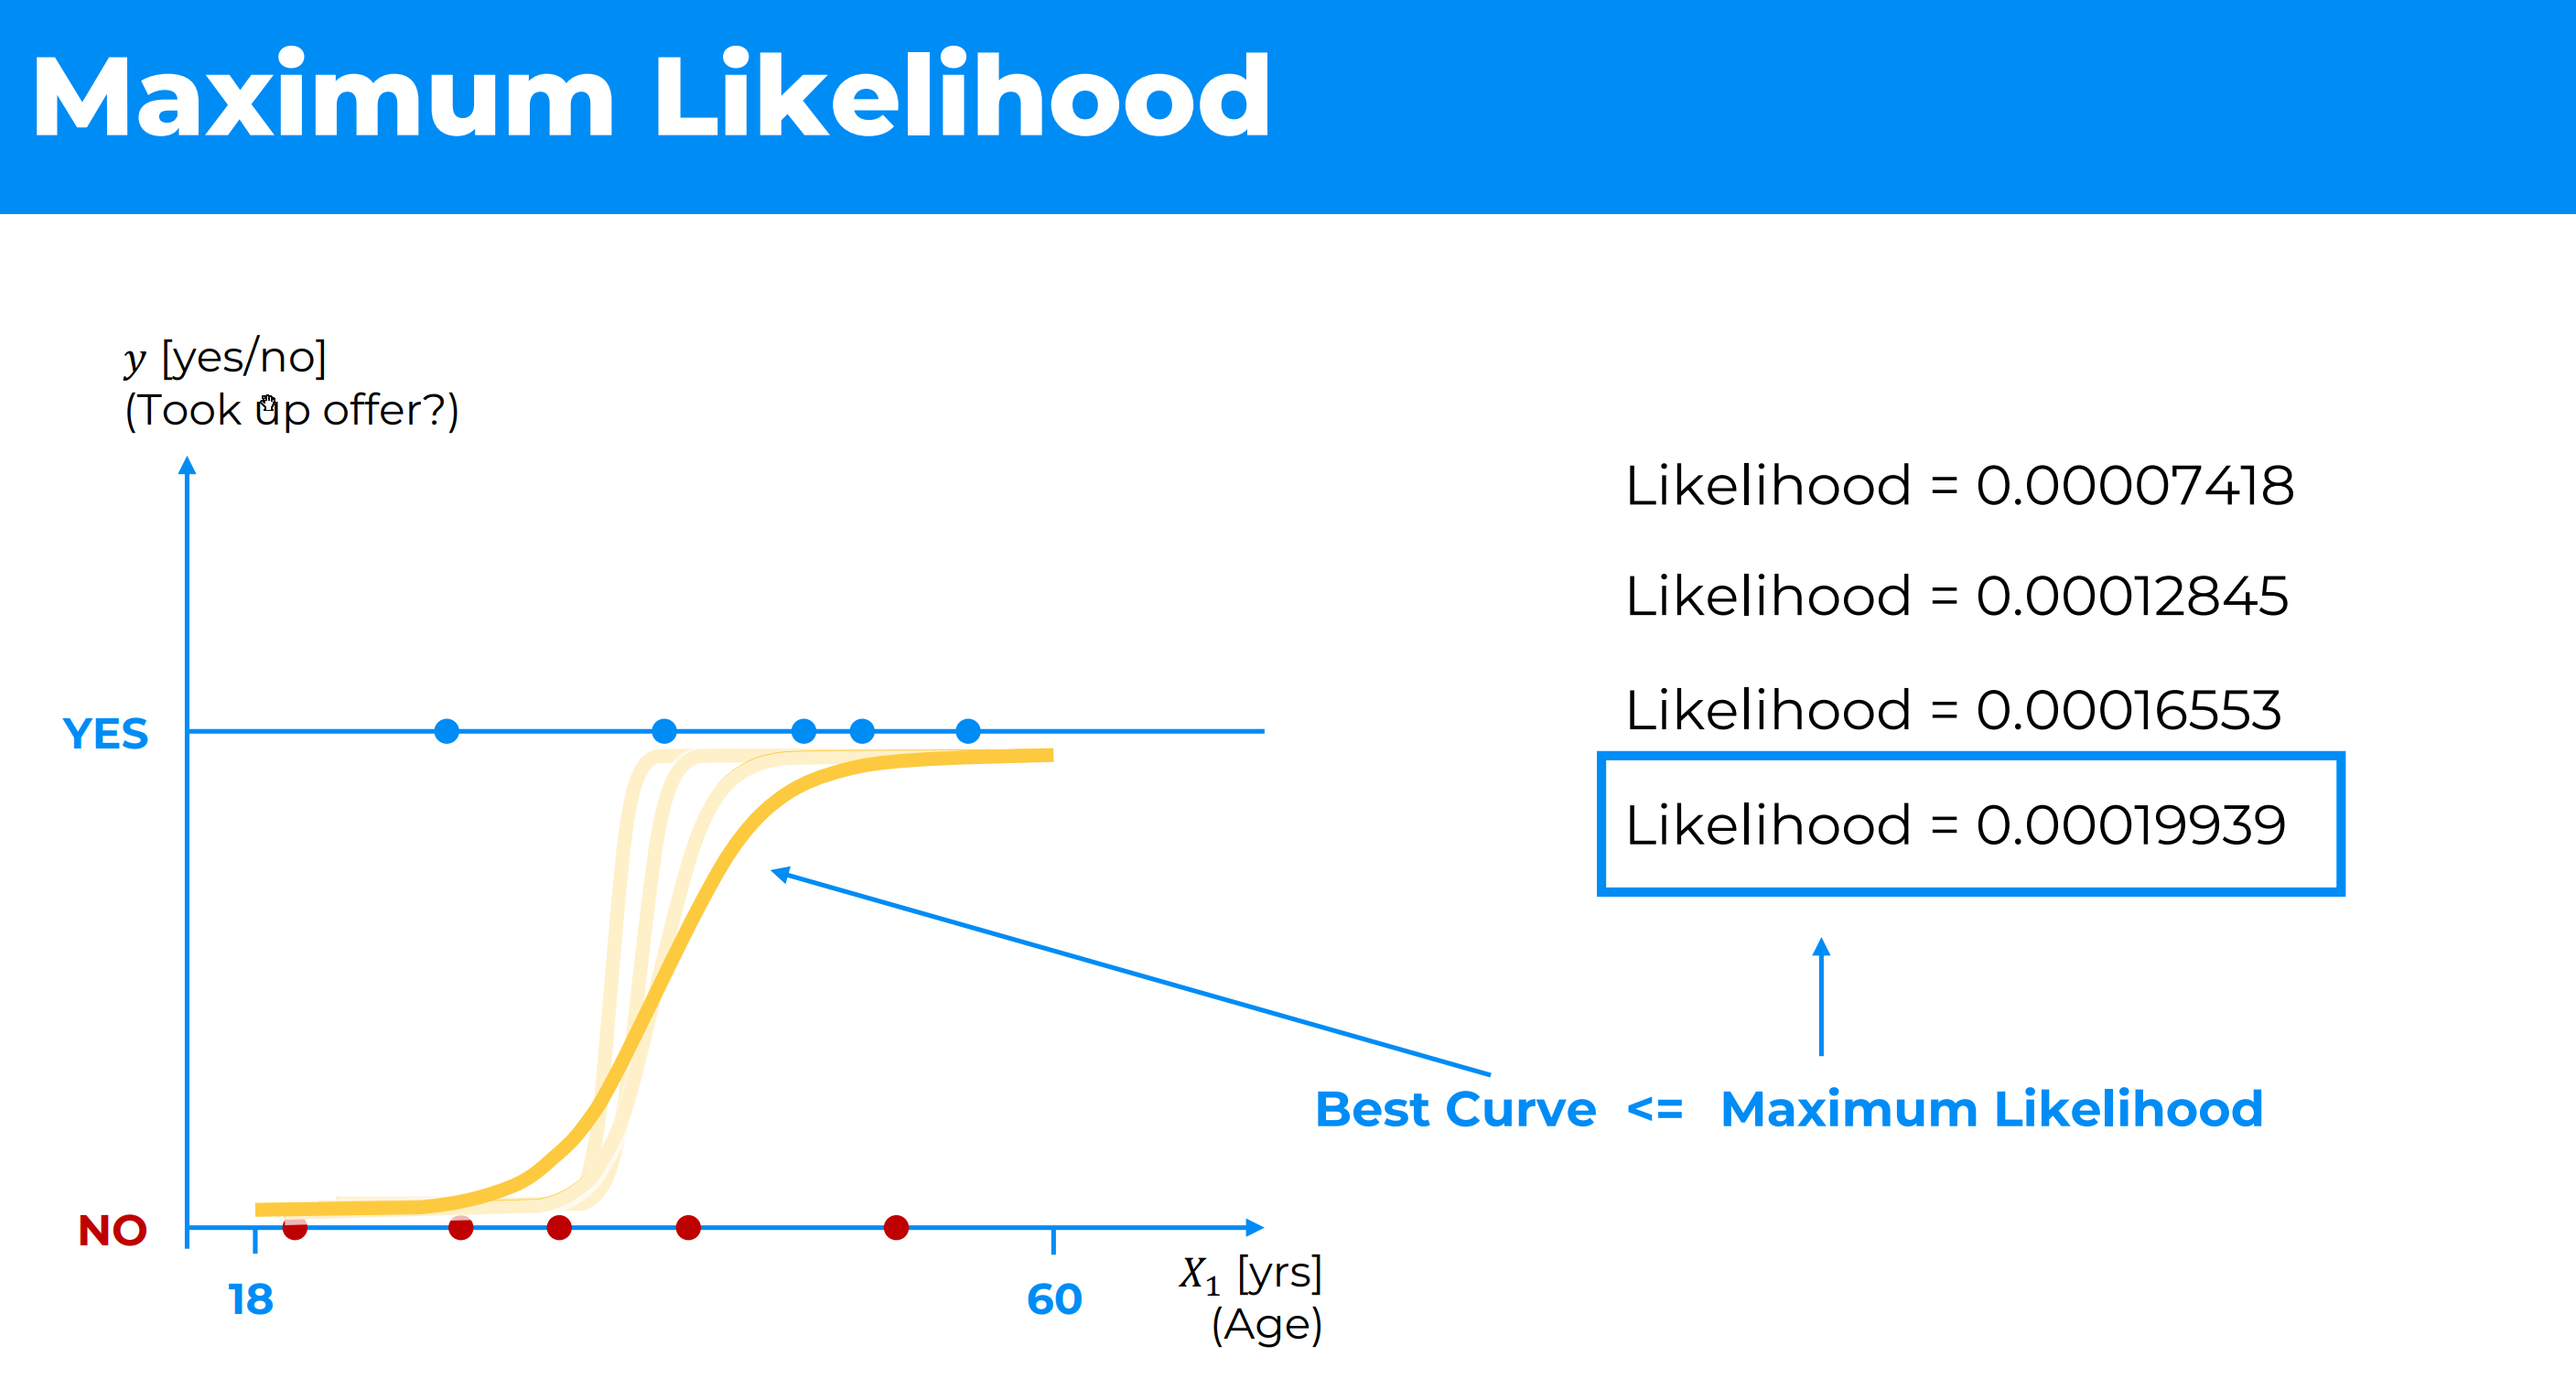 Maximum Likelihood
y [yes/no]
(Took up offer?)
Likelihood = 0.00007418
Likelihood = 0.00012845
Likelihood = 0.00016553
YES
Likelihood = 0.00019939
Best Curve <= Maximum Likelihood
NO
18
60
X₁ [yrs]
(Age)